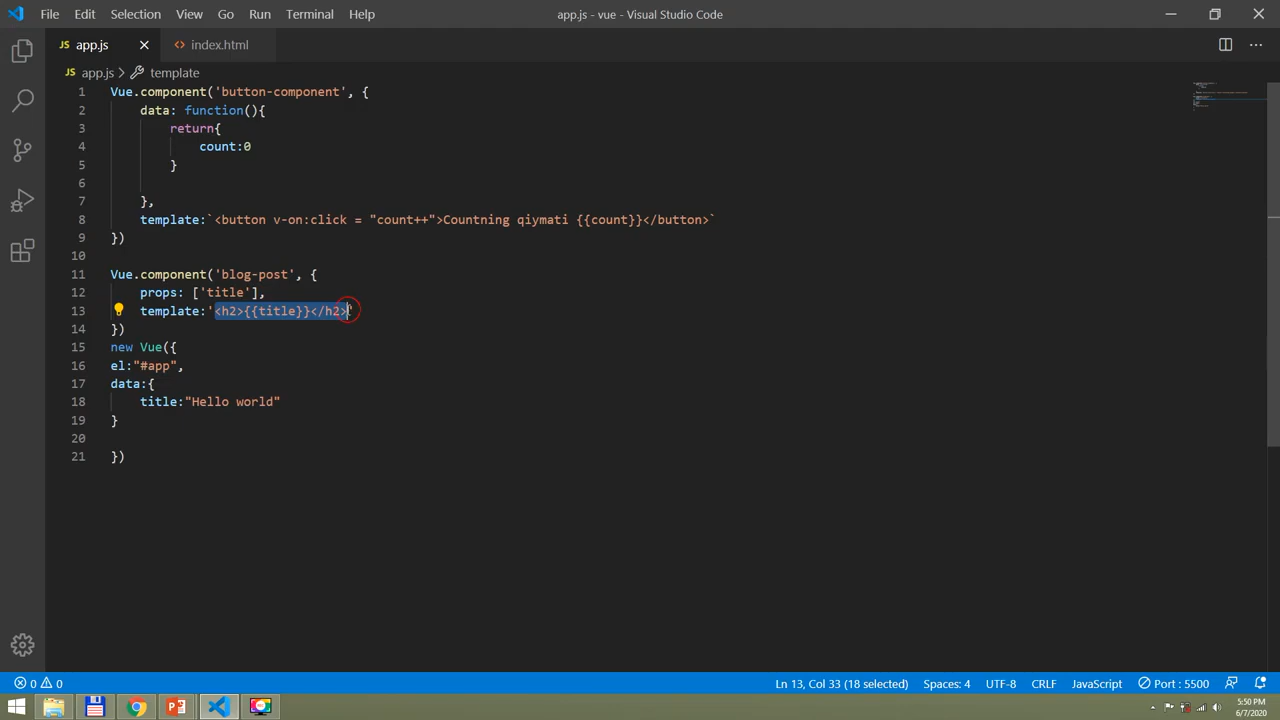 File Edit Selection View Go Run Terminal Help
app.js - vue - Visual Studio Code
JS app.js
<> index.html
JS app.js > template
1 Vue.component('button-component', {
2 data: function(){
3 return{
4 count:0
5 }
6
7 },
8 template:`<button v-on:click = "count++">Countning qiymati {{count}}</button>`
9 })
10
11 Vue.component('blog-post', {
12 props: ['title'],
13 template:'<h2>{{title}}</h2>'
14 })
15 new Vue({
16 el:"#app",
17 data:{
18 title:"Hello world"
19 }
20
21 })
0 0
Ln 13, Col 33 (18 selected) Spaces: 4 UTF-8 CRLF JavaScript Port : 5500
5:50 PM
6/7/2020